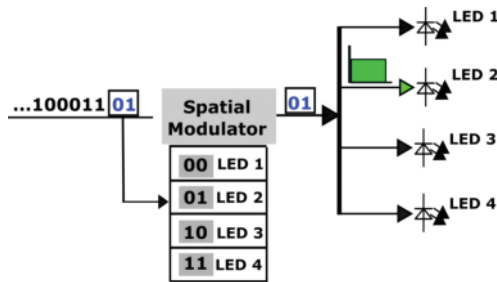 ...100011 01
Spatial
Modulator
01
00 LED 1
01 LED 2
10 LED 3
11 LED 4
LED 1
LED 2
LED 3
LED 4